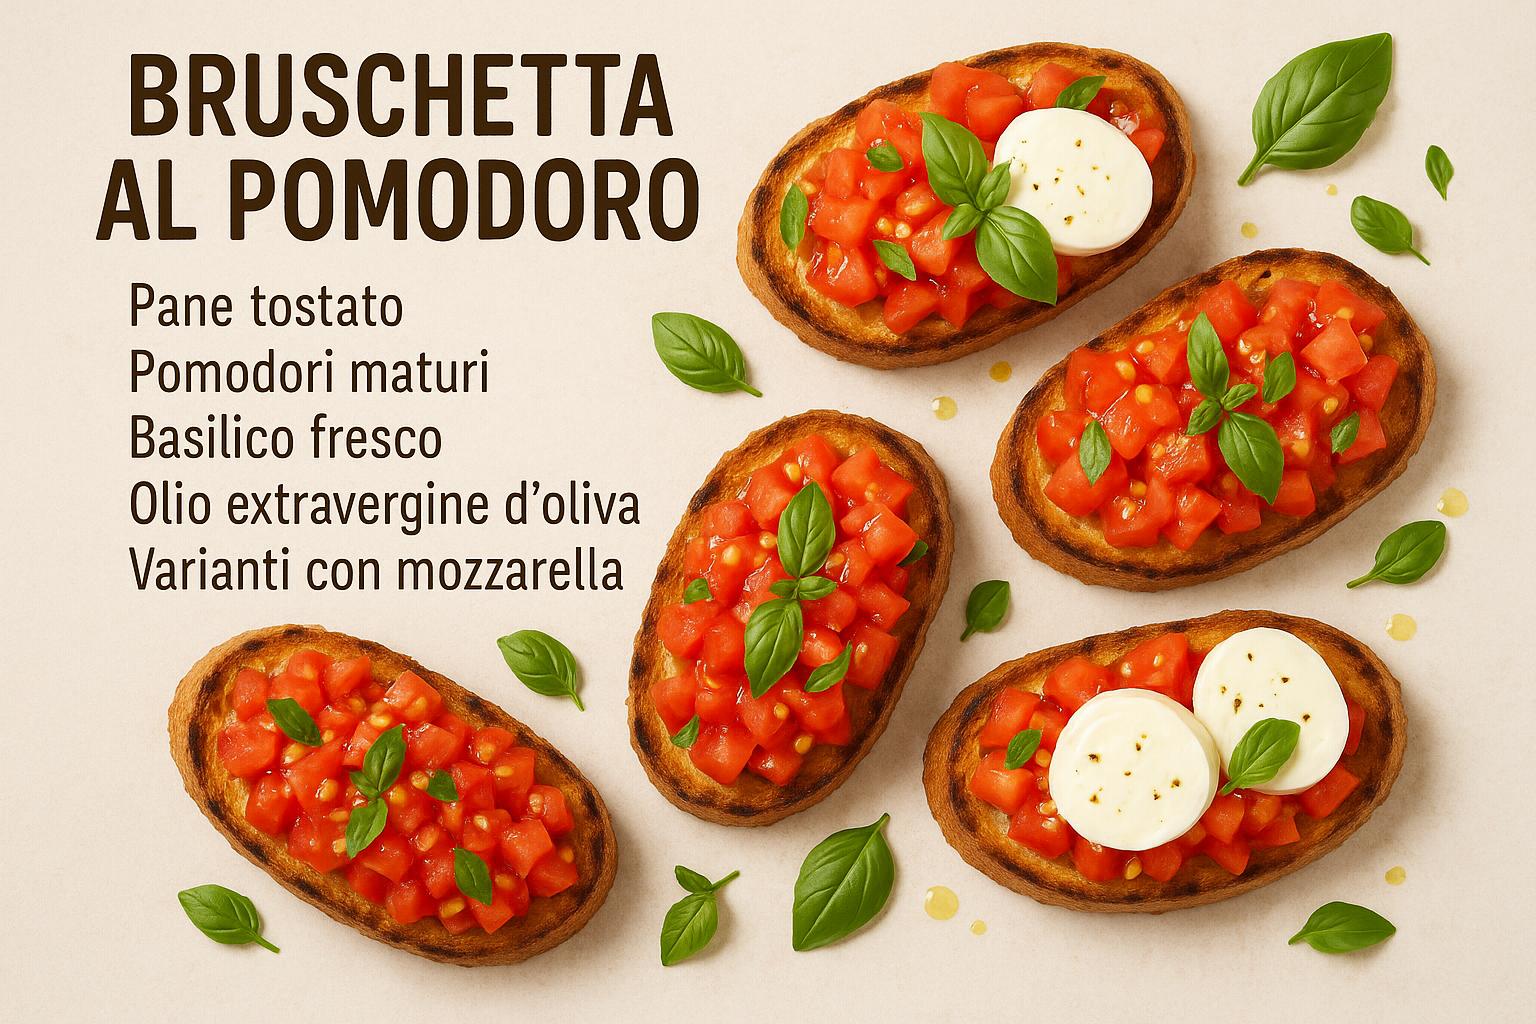 BRUSCHETTA
AL POMODORO
Pane tostato
Pomodori maturi
Basilico fresco
Olio extravergine d’oliva
Varianti con mozzarella